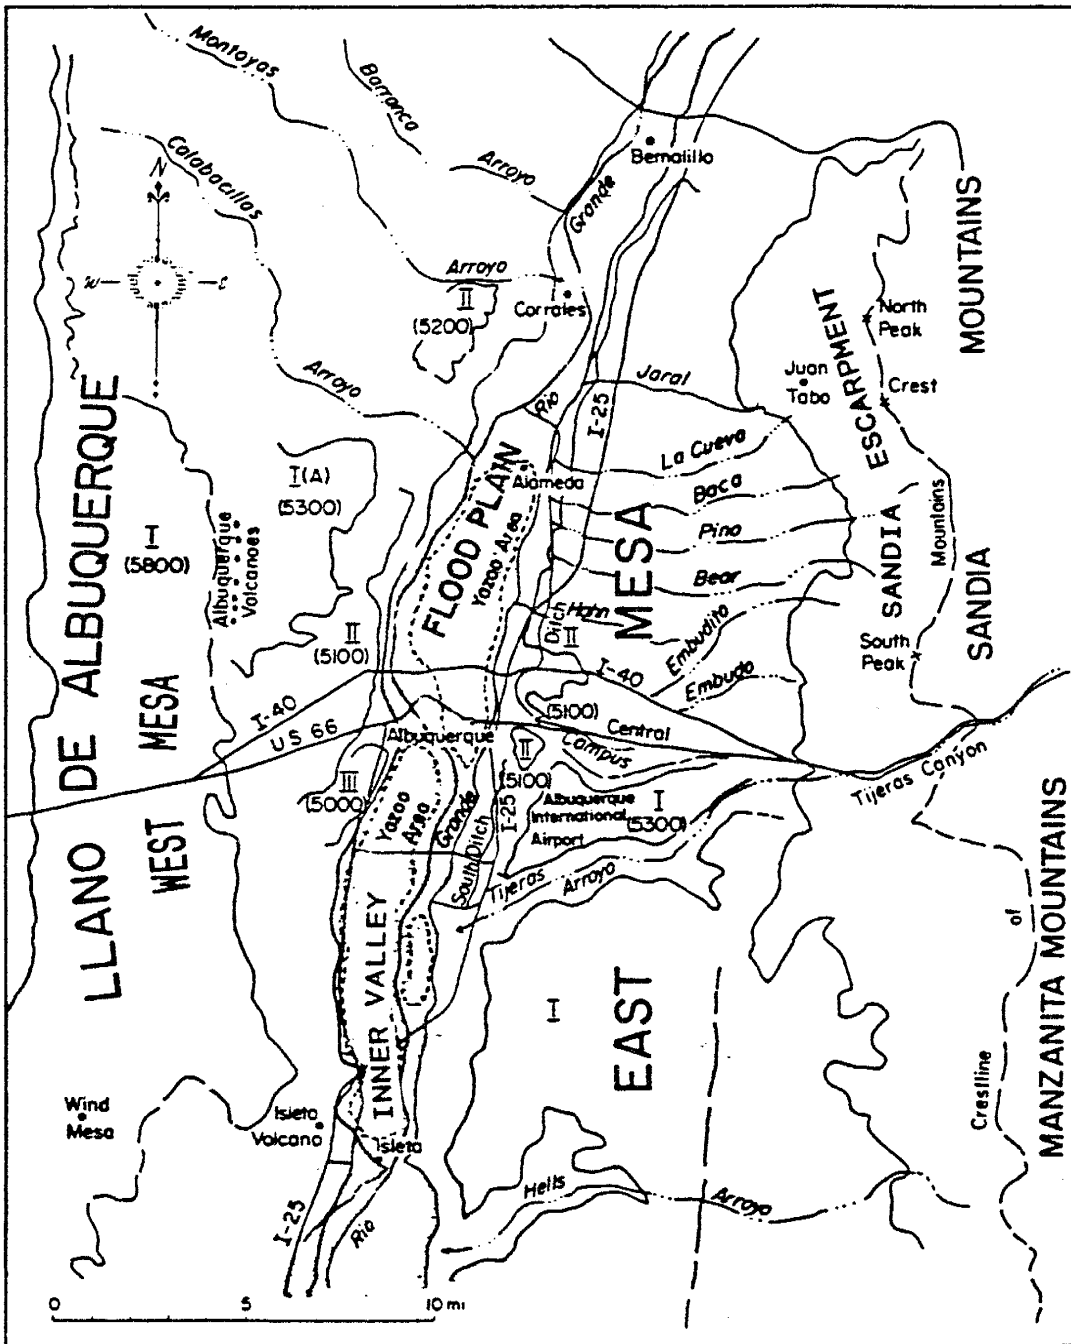 Montoyas
Barranca
Arroyo
Calabacillas
Arroyo
N
W
E
Bernalillo
Grande
Arroyo
II
(5200)
Corrales
MOUNTAINS
North
Peak
ESCARPMENT
Juan
Tabo
Crest
Jaral
Rio
I-25
La Cueva
Baca
Pino
Bear
Hahn
Embudito
Embudo
I-40
Alameda
FLOOD PLAIN
Yazoo Area
MESA
SANDIA
Mountains
SANDIA
South
Peak
LLANO DE ALBUQUERQUE
I(A)
(5300)
I
(5800)
Albuquerque
Volcanoes
II
(5100)
Ditch
II
(5100)
WEST MESA
I-40
US 66
Albuquerque
Central
Campus
II
(5100)
III
(5000)
Yazoo
Area
Grande
I-25
South Ditch
Albuquerque
International
Airport
I
(5300)
Tijeras Canyon
Tijeras
Arroyo
INNER VALLEY
EAST
I
Crestline
of
MANZANITA MOUNTAINS
Wind
Mesa
Isleta
Volcano
Isleta
I-25
Rio
Hells
Arroyo
0
5
10 mi